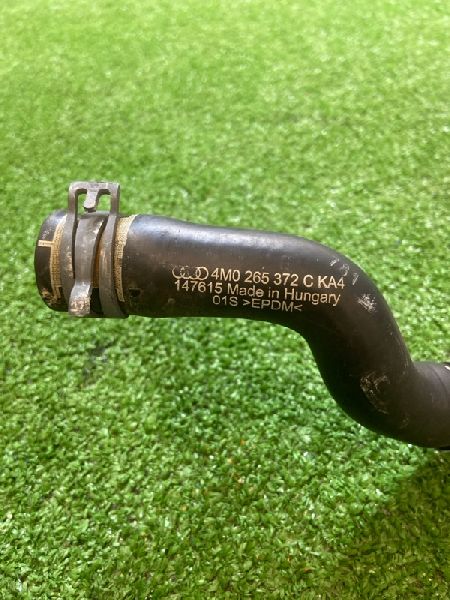 4M0 265 372 C KA4
147615 Made in Hungary
01S >EPDM<